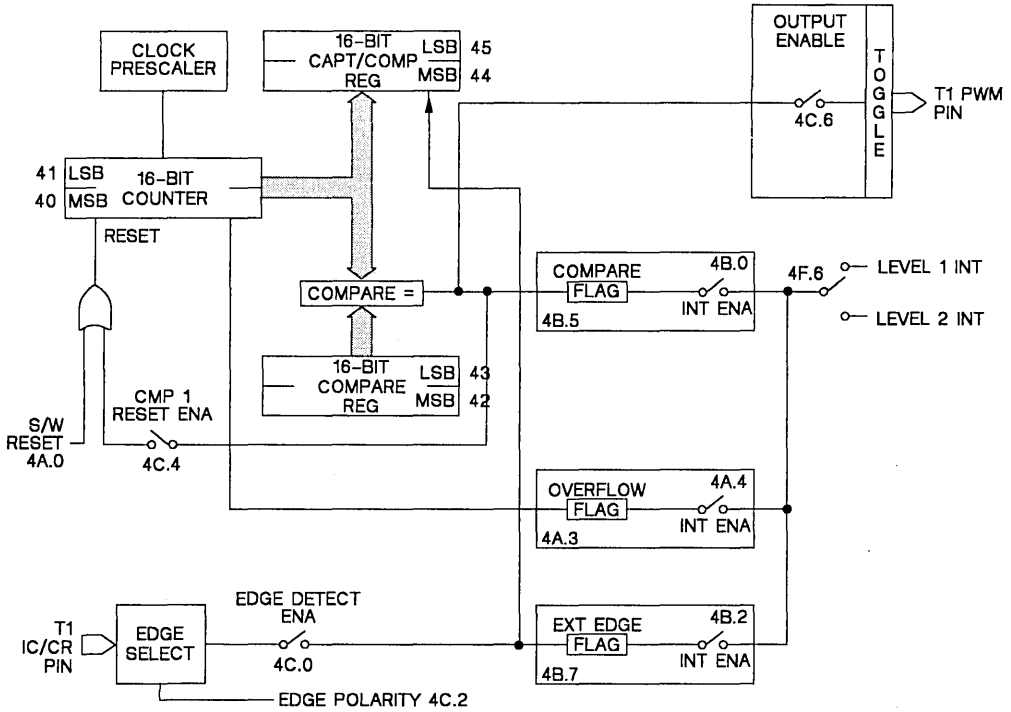 CLOCK
PRESCALER
16-BIT
CAPT/COMP
REG
LSB 45
MSB 44
OUTPUT
ENABLE
TOGGLE
4C.6
T1 PWM
PIN
41 LSB
40 MSB
16-BIT
COUNTER
RESET
COMPARE =
COMPARE
FLAG
4B.0
INT ENA
4B.5
4F.6
LEVEL 1 INT
LEVEL 2 INT
16-BIT
COMPARE
REG
LSB 43
MSB 42
CMP 1
RESET ENA
4C.4
S/W
RESET
4A.0
OVERFLOW
FLAG
4A.4
INT ENA
4A.3
T1
IC/CR
PIN
EDGE
SELECT
EDGE DETECT
ENA
4C.0
EDGE POLARITY 4C.2
EXT EDGE
FLAG
4B.2
INT ENA
4B.7